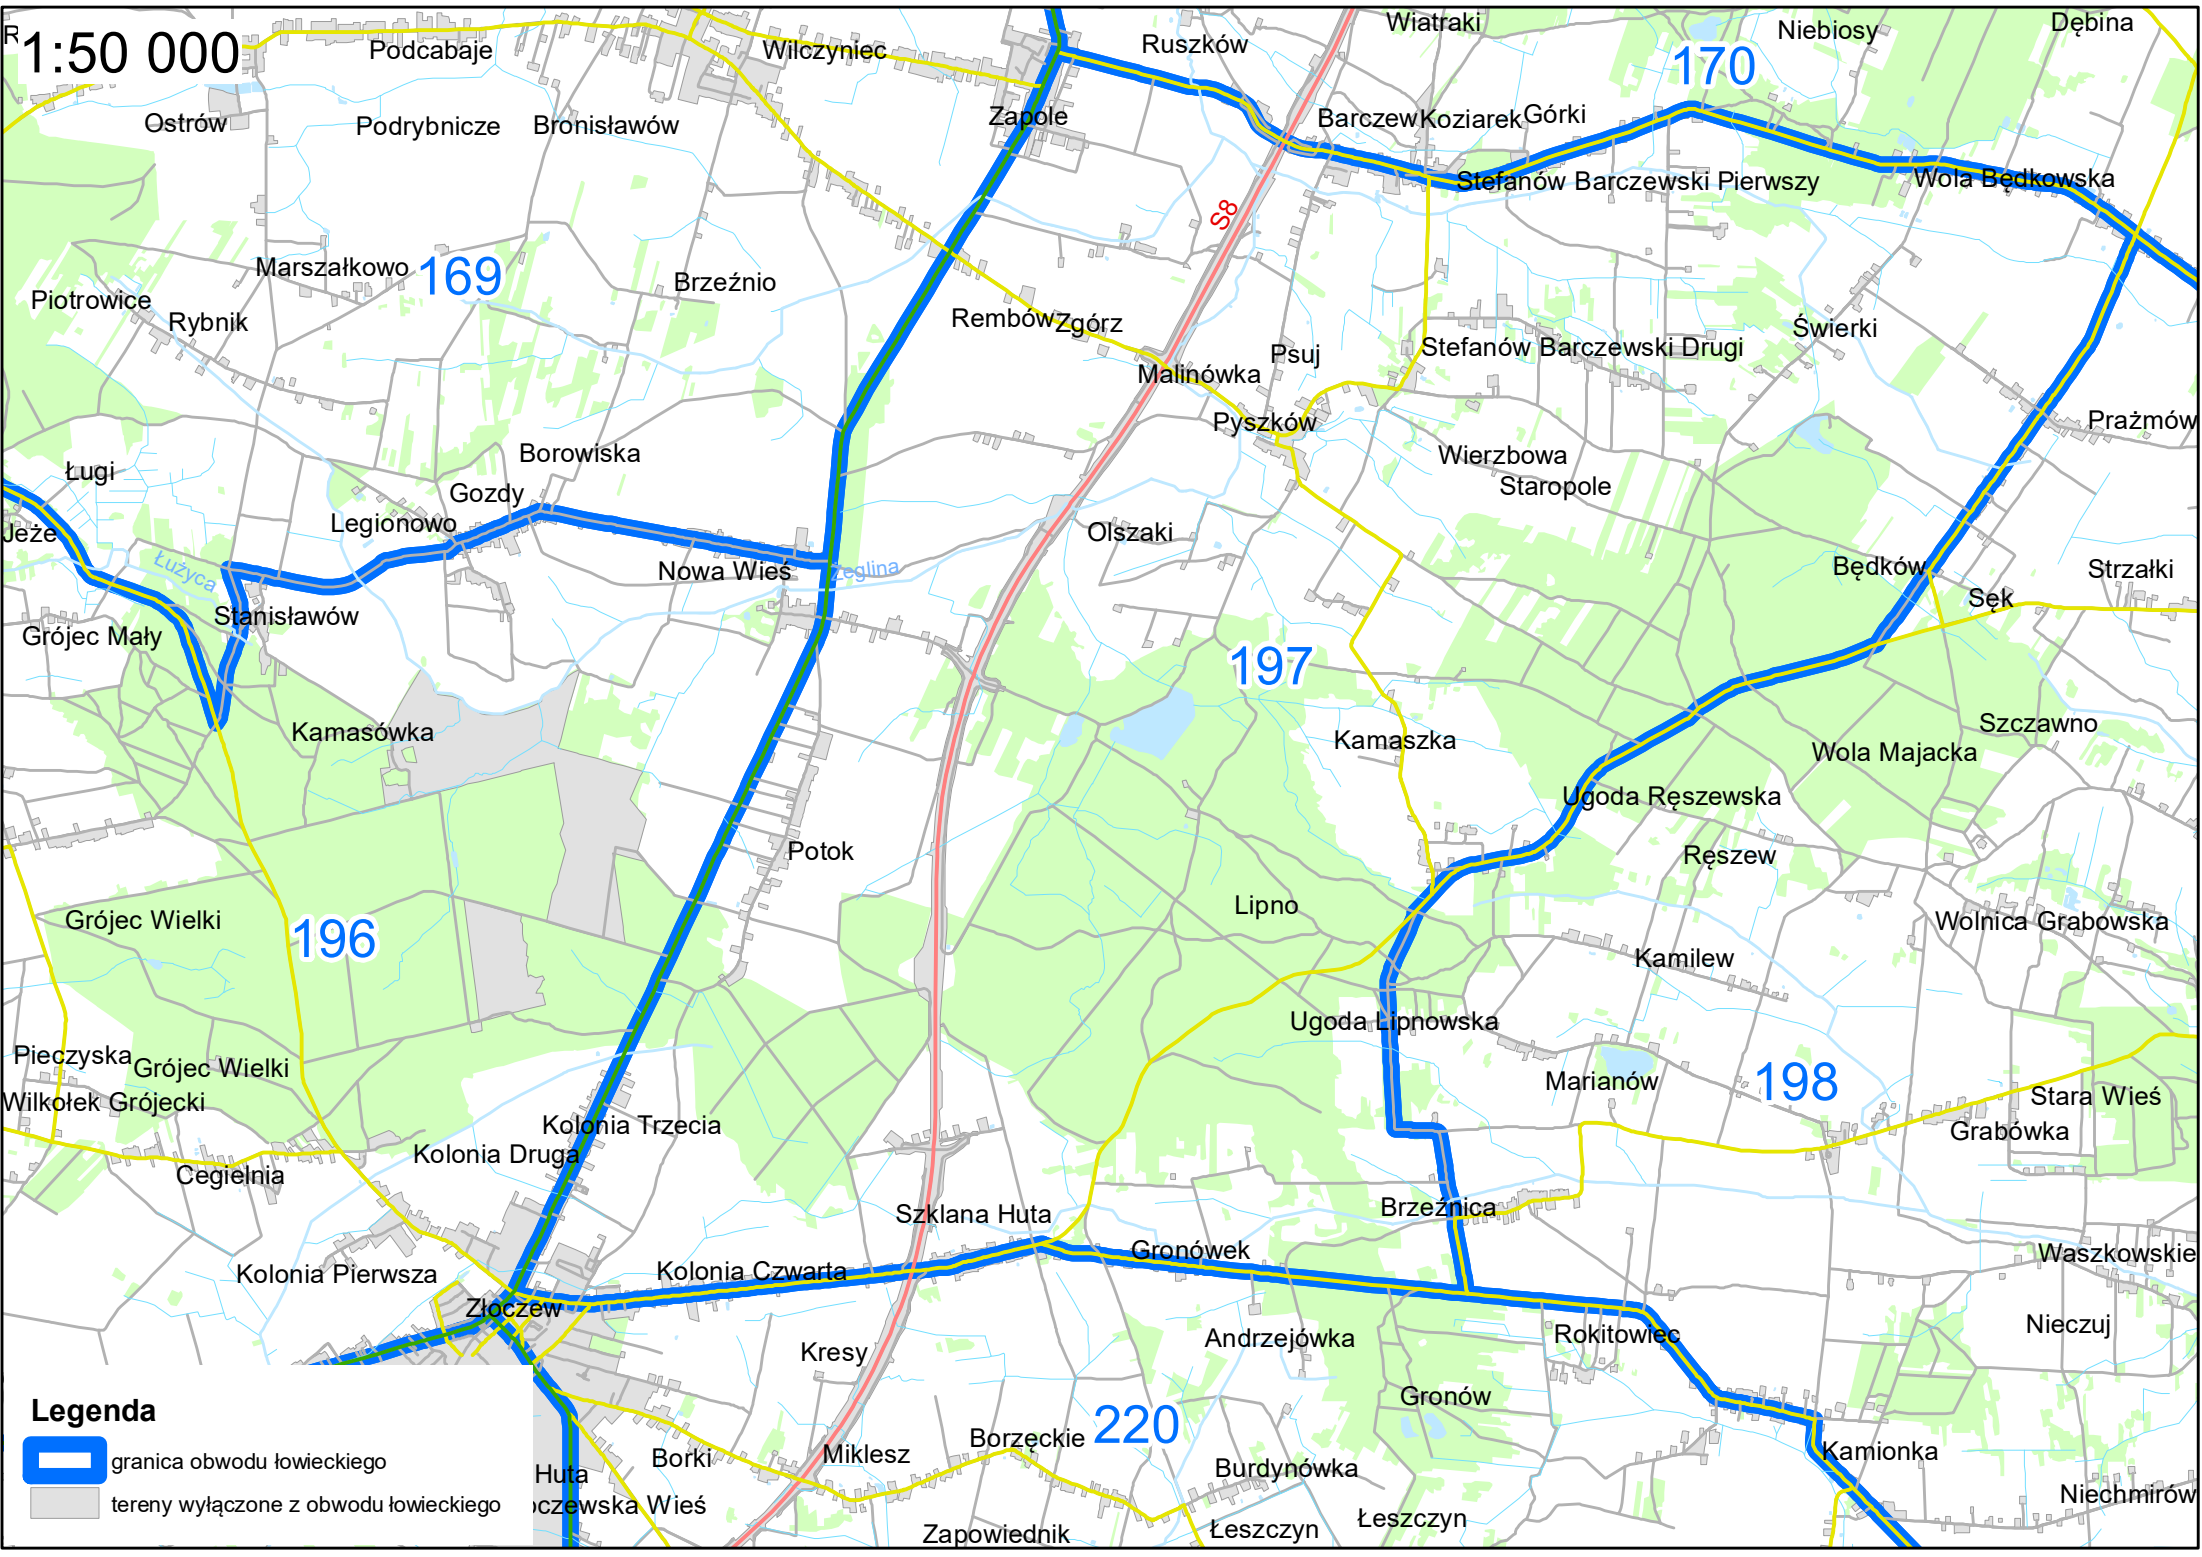 1:50 000
R
Podcabaje
Wilczyniec
Ruszków
Wiatraki
Niebiosy
Dębina
170
Ostrów
Podrybnicze
Bronisławów
Zapole
Barczew
Koziarek
Górki
Stefanów Barczewski Pierwszy
Wola Będkowska
S8
Marszałkowo
169
Brzeźnio
Piotrowice
Rybnik
Rembów
Zgórz
Psuj
Malinówka
Stefanów Barczewski Drugi
Świerki
Pyszków
Prażmów
Ługi
Borowiska
Gozdy
Legionowo
Wierzbowa
Staropole
Jeże
Łużyca
Nowa Wieś
Żeglina
Olszaki
Będków
Sęk
Strzałki
Stanisławów
Grójec Mały
197
Kamasówka
Kamaszka
Szczawno
Wola Majacka
Ugoda Ręszewska
Potok
Ręszew
Grójec Wielki
196
Lipno
Wolnica Grabowska
Kamilew
Ugoda Lipnowska
Pieczyska
Grójec Wielki
Wilkołek Grójecki
Marianów
198
Stara Wieś
Kolonia Trzecia
Kolonia Druga
Grabówka
Cegielnia
Szklana Huta
Brzeźnica
Gronówek
Waszkowskie
Kolonia Pierwsza
Kolonia Czwarta
Złoczew
Kresy
Andrzejówka
Rokitowiec
Nieczuj
Gronów
220
Borki
Miklesz
Borzęckie
Burdynówka
Kamionka
Huta
oczewska Wieś
Niechmirów
Zapowiednik
Łeszczyn
Łeszczyn
Legenda
granica obwodu łowieckiego
tereny wyłączone z obwodu łowieckiego